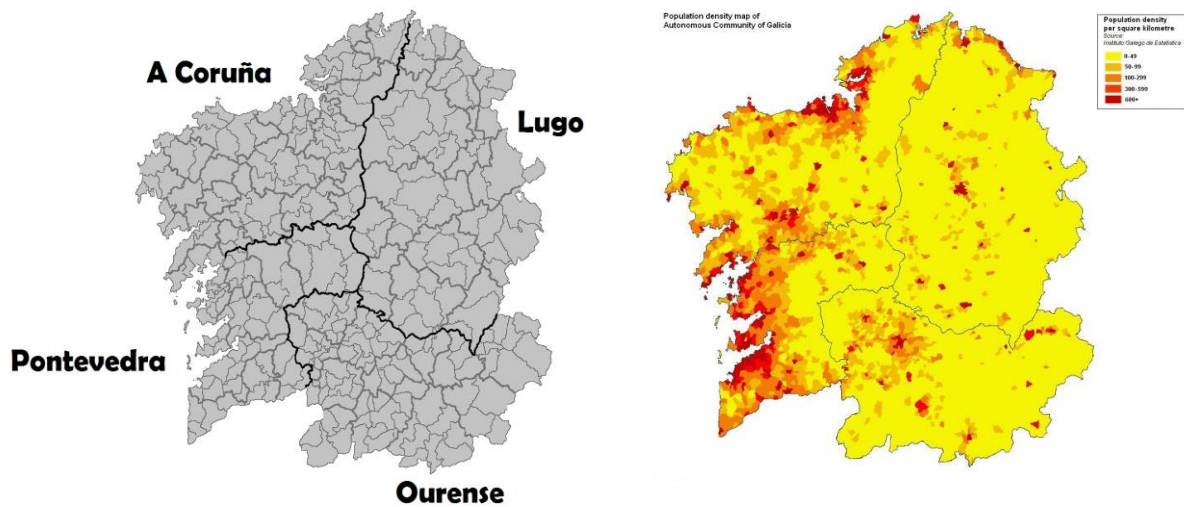 A Coruña
Lugo
Pontevedra
Ourense
Population density map of
Autonomous Community of Galicia
Population density
per square kilometre
Source:
Instituto Galego de Estatística
0-49
50-99
100-299
300-599
600+